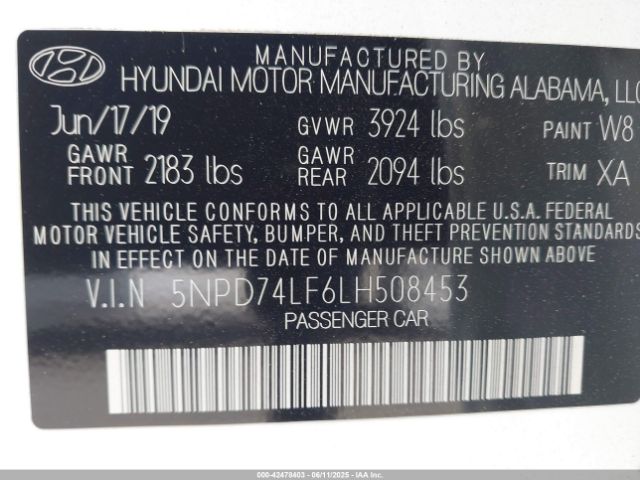 MANUFACTURED BY
HYUNDAI MOTOR MANUFACTURING ALABAMA, LLC
Jun/17/19 GVWR 3924 lbs PAINT W8
GAWR FRONT 2183 lbs GAWR REAR 2094 lbs TRIM XA
THIS VEHICLE CONFORMS TO ALL APPLICABLE U.S.A. FEDERAL
MOTOR VEHICLE SAFETY, BUMPER, AND THEFT PREVENTION STANDARDS
IN EFFECT ON THE DATE OF MANUFACTURE SHOWN ABOVE.
V.I.N 5NPD74LF6LH508453
PASSENGER CAR
000-42478403 - 06/11/2025 - IAAI.COM